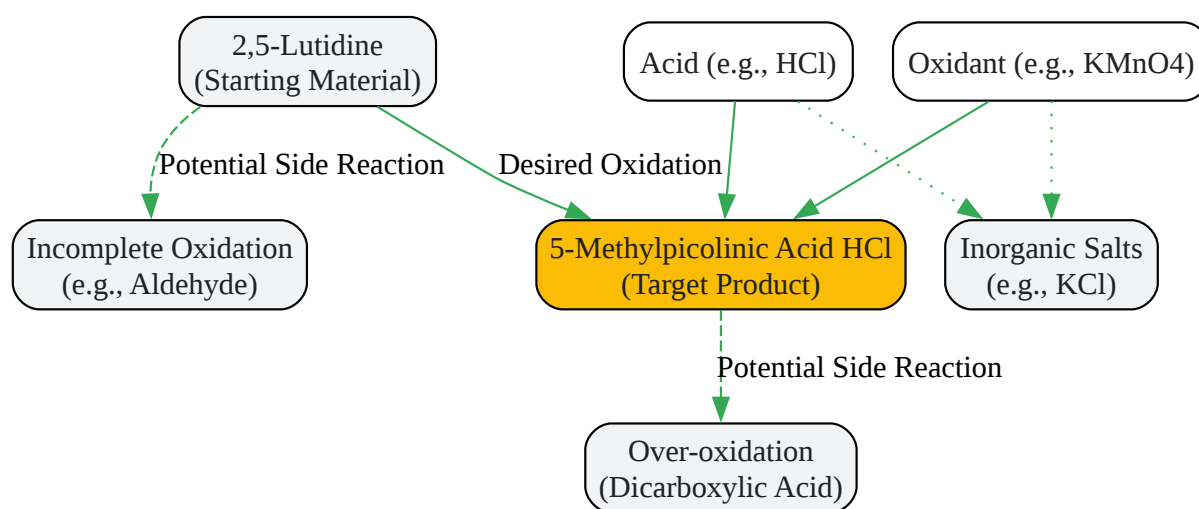 2,5-Lutidine
(Starting Material)
Acid (e.g., HCl)
Oxidant (e.g., KMnO4)
Potential Side Reaction
Desired Oxidation
Incomplete Oxidation
(e.g., Aldehyde)
5-Methylpicolinic Acid HCl
(Target Product)
Inorganic Salts
(e.g., KCl)
Potential Side Reaction
Over-oxidation
(Dicarboxylic Acid)